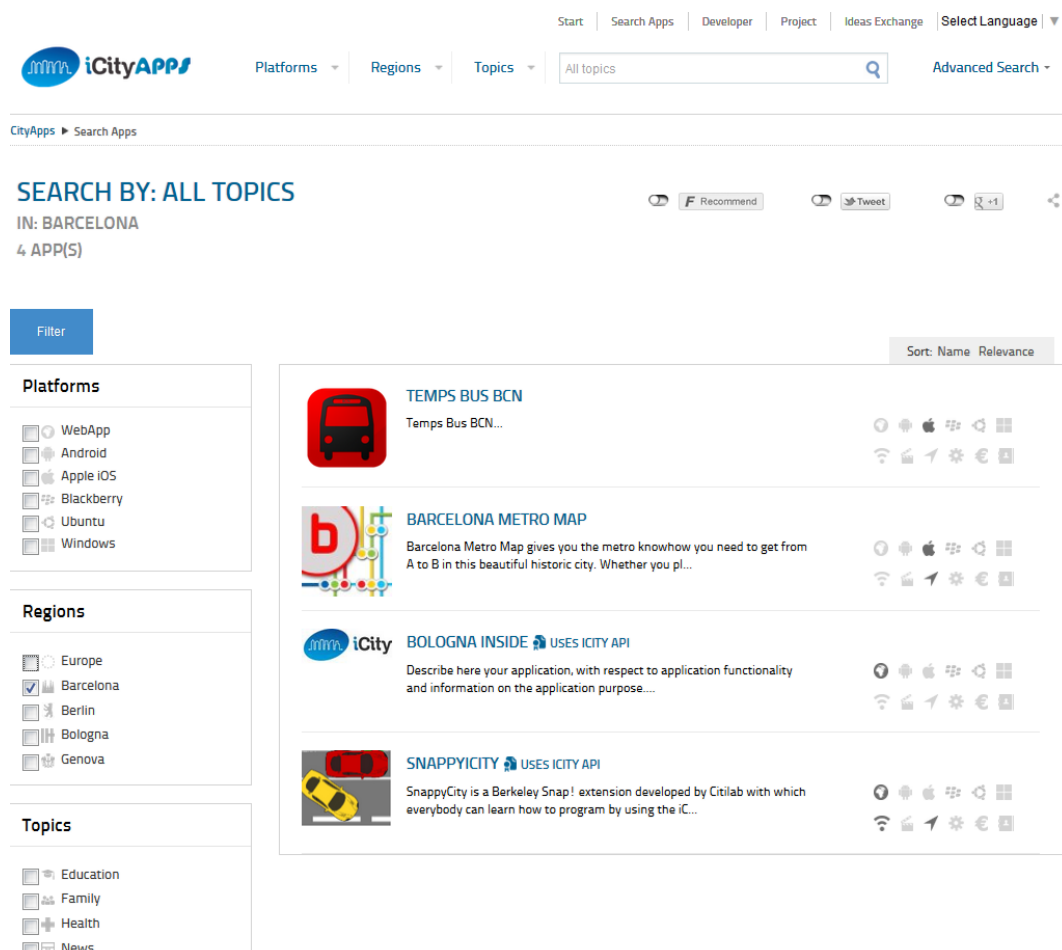 Start Search Apps Developer Project Ideas Exchange Select Language ▼
iCityAPPS Platforms Regions Topics All topics Advanced Search
CityApps ▶ Search Apps
SEARCH BY: ALL TOPICS
IN: BARCELONA
4 APP(S)
F Recommend Tweet g +1
Filter
Sort: Name Relevance
Platforms
WebApp
Android
Apple iOS
Blackberry
Ubuntu
Windows
Regions
Europe
Barcelona
Berlin
Bologna
Genova
Topics
Education
Family
Health
News
TEMPS BUS BCN
Temps Bus BCN...
b
BARCELONA METRO MAP
Barcelona Metro Map gives you the metro knowhow you need to get from
A to B in this beautiful historic city. Whether you pl...
iCity
BOLOGNA INSIDE USES ICITY API
Describe here your application, with respect to application functionality
and information on the application purpose....
SNAPPYICITY USES ICITY API
SnappyCity is a Berkeley Snap! extension developed by Citilab with which
everybody can learn how to program by using the iC...